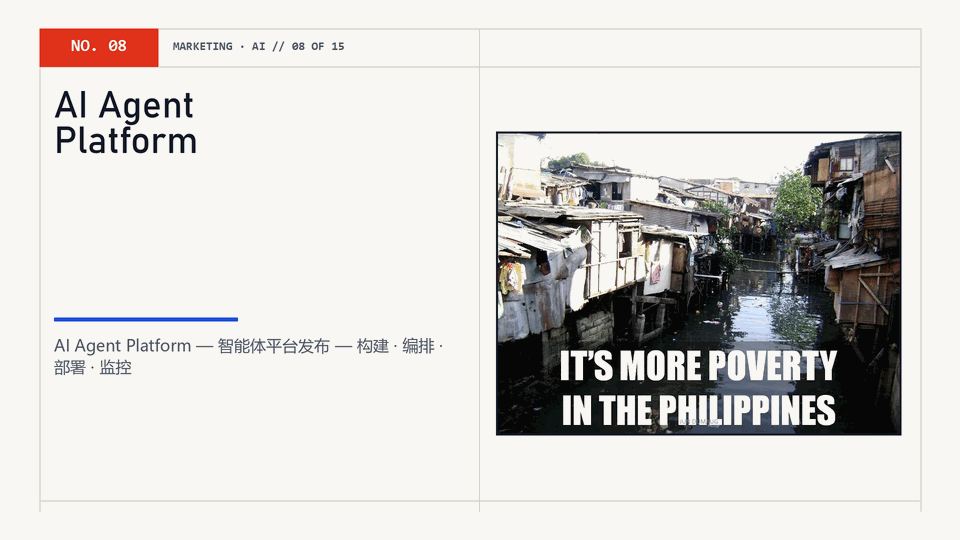 NO. 08
MARKETING · AI // 08 OF 15
AI Agent
Platform
AI Agent Platform — 智能体平台发布 — 构建 · 编排 ·
部署 · 监控
IT'S MORE POVERTY
IN THE PHILIPPINES